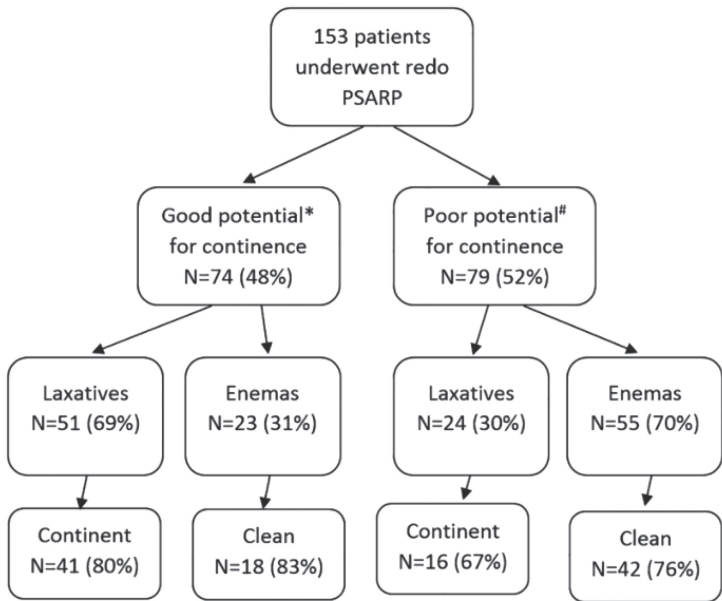 153 patients
underwent redo
PSARP
Good potential*
for continence
N=74 (48%)
Poor potential#
for continence
N=79 (52%)
Laxatives
N=51 (69%)
Enemas
N=23 (31%)
Laxatives
N=24 (30%)
Enemas
N=55 (70%)
Continent
N=41 (80%)
Clean
N=18 (83%)
Continent
N=16 (67%)
Clean
N=42 (76%)